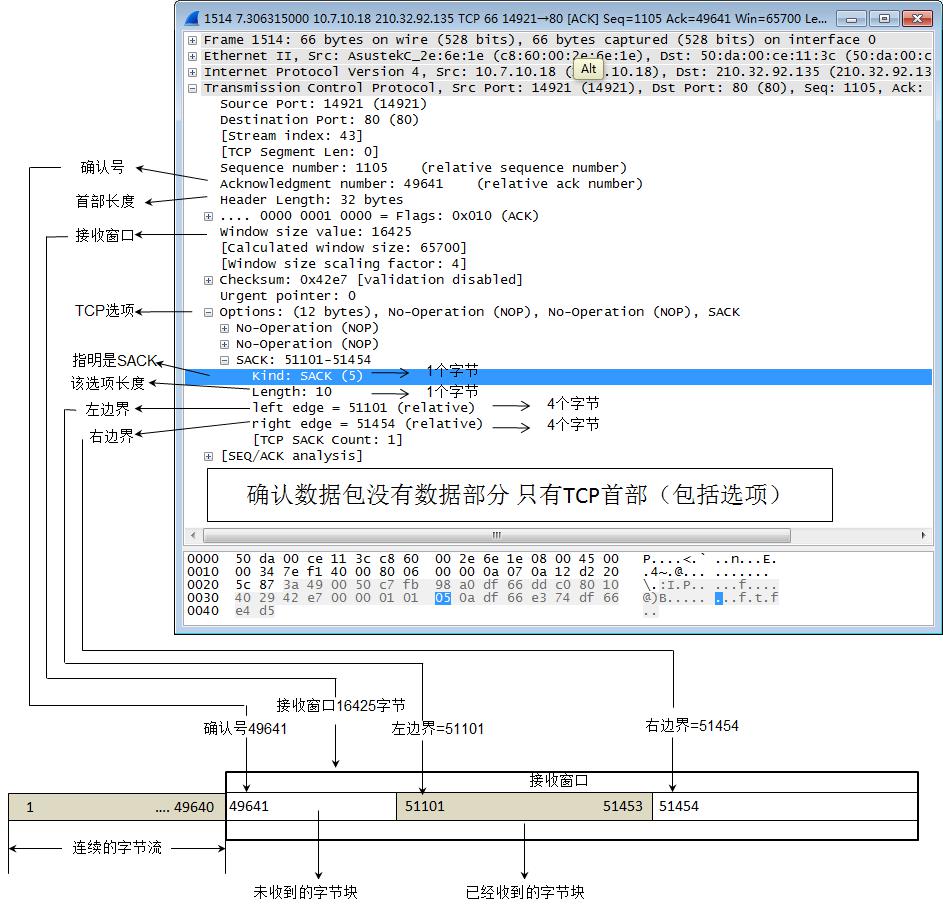 1514 7.306315000 10.7.10.18 210.32.92.135 TCP 66 14921→80 [ACK] Seq=1105 Ack=49641 Win=65700 Le...
Frame 1514: 66 bytes on wire (528 bits), 66 bytes captured (528 bits) on interface 0
Ethernet II, Src: AsustekC_2e:6e:1e (c8:60:00:2e:6e:1e), Dst: 50:da:00:ce:11:3c (50:da:00:c
Internet Protocol Version 4, Src: 10.7.10.18 ( .10.18), Dst: 210.32.92.135 (210.32.92.13
Alt
Transmission Control Protocol, Src Port: 14921 (14921), Dst Port: 80 (80), Seq: 1105, Ack:
Source Port: 14921 (14921)
Destination Port: 80 (80)
[Stream index: 43]
[TCP Segment Len: 0]
Sequence number: 1105 (relative sequence number)
确认号
Acknowledgment number: 49641 (relative ack number)
首部长度
Header Length: 32 bytes
.... 0000 0001 0000 = Flags: 0x010 (ACK)
接收窗口
Window size value: 16425
[Calculated window size: 65700]
[Window size scaling factor: 4]
Checksum: 0x42e7 [validation disabled]
Urgent pointer: 0
TCP选项
Options: (12 bytes), No-Operation (NOP), No-Operation (NOP), SACK
No-Operation (NOP)
No-Operation (NOP)
指明是SACK
SACK: 51101-51454
Kind: SACK (5)
1个字节
该选项长度
Length: 10
1个字节
左边界
left edge = 51101 (relative)
4个字节
右边界
right edge = 51454 (relative)
4个字节
[TCP SACK Count: 1]
[SEQ/ACK analysis]
确认数据包没有数据部分 只有TCP首部（包括选项）
0000 50 da 00 ce 11 3c c8 60 00 2e 6e 1e 08 00 45 00 P....<.` ..n...E.
0010 00 34 7e f1 40 00 80 06 00 00 0a 07 0a 12 d2 20 .4~.@... .......
0020 5c 87 3a 49 00 50 c7 fb 98 a0 df 66 dd c0 80 10 \.:I.P.. ...f....
0030 40 29 42 e7 00 00 01 01 05 0a df 66 e3 74 df 66 @)B..... ...f.t.f
0040 e4 d5 ..
接收窗口16425字节
确认号49641
左边界=51101
右边界=51454
接收窗口
1 .... 49640 49641 51101 51453 51454
连续的字节流
未收到的字节块
已经收到的字节块